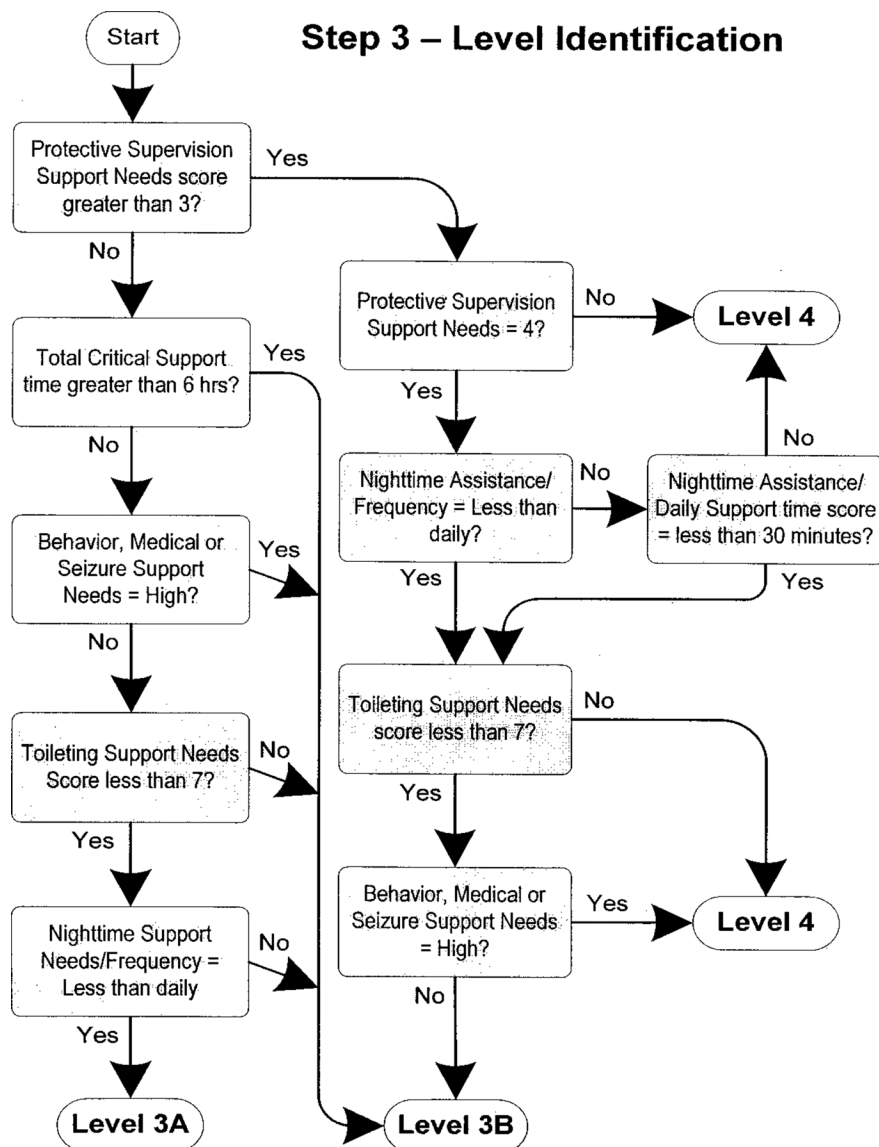 Start
Step 3 – Level Identification
Protective Supervision
Support Needs score
greater than 3?
Yes
No
Protective Supervision
Support Needs = 4?
No
Level 4
Yes
Total Critical Support
time greater than 6 hrs?
Yes
No
Nighttime Assistance/
Frequency = Less than
daily?
No
Yes
Nighttime Assistance/
Daily Support time score
= less than 30 minutes?
No
Yes
Behavior, Medical or
Seizure Support
Needs = High?
Yes
No
Toileting Support Needs
score less than 7?
No
Yes
Toileting Support Needs
Score less than 7?
No
Yes
Behavior, Medical or
Seizure Support Needs
= High?
Yes
Level 4
No
Nighttime Support
Needs/Frequency =
Less than daily
No
Yes
Level 3A
Level 3B